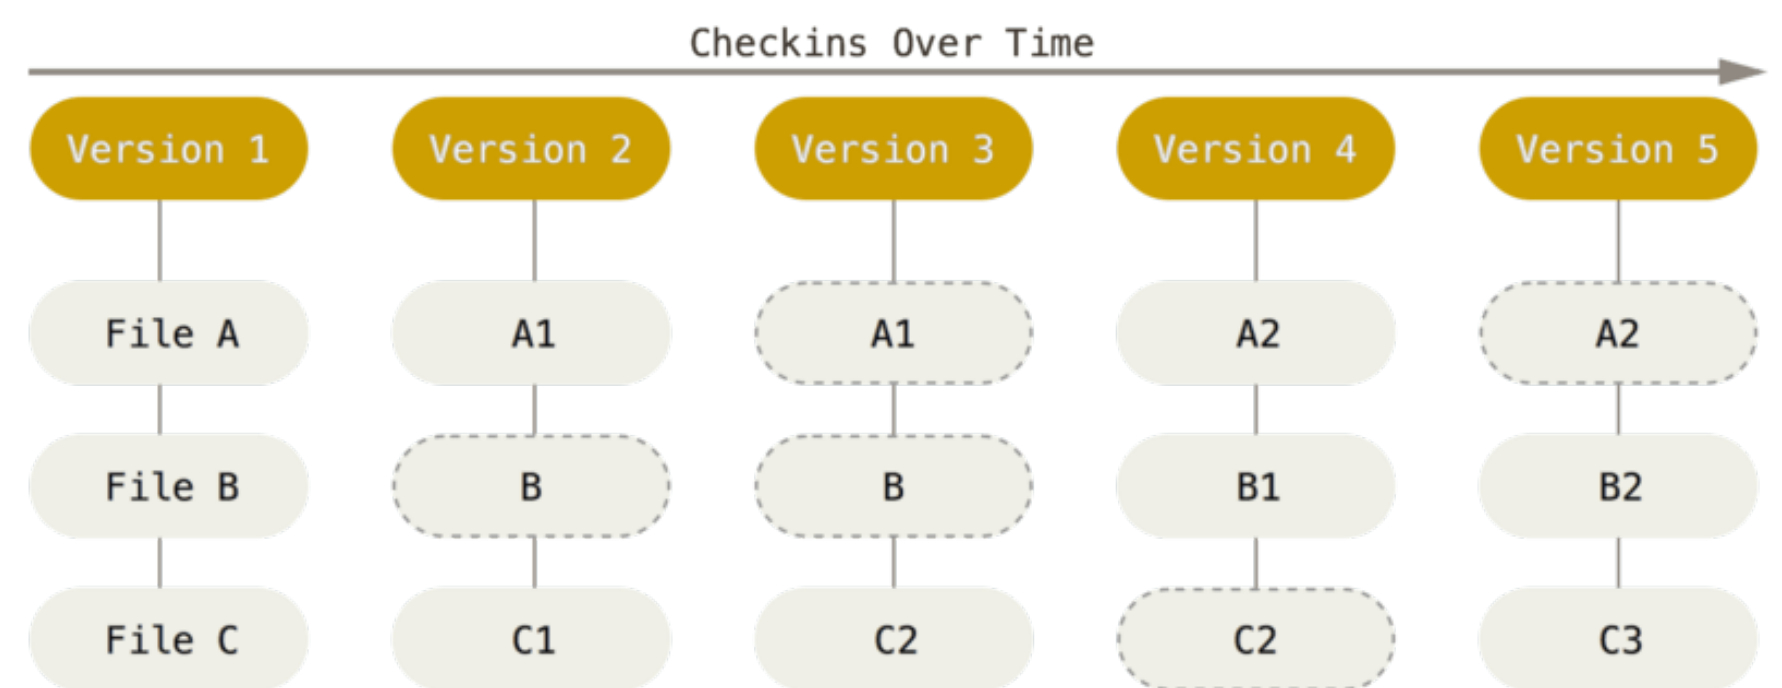 Checkins Over Time
Version 1 Version 2 Version 3 Version 4 Version 5
File A A1 A1 A2 A2
File B B B B1 B2
File C C1 C2 C2 C3